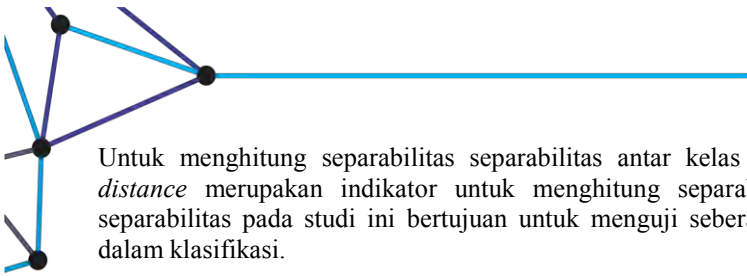 Untuk menghitung separabilitas separabilitas antar kelas
distance merupakan indikator untuk menghitung
separabilitas pada studi ini bertujuan untuk menguji
dalam klasifikasi.